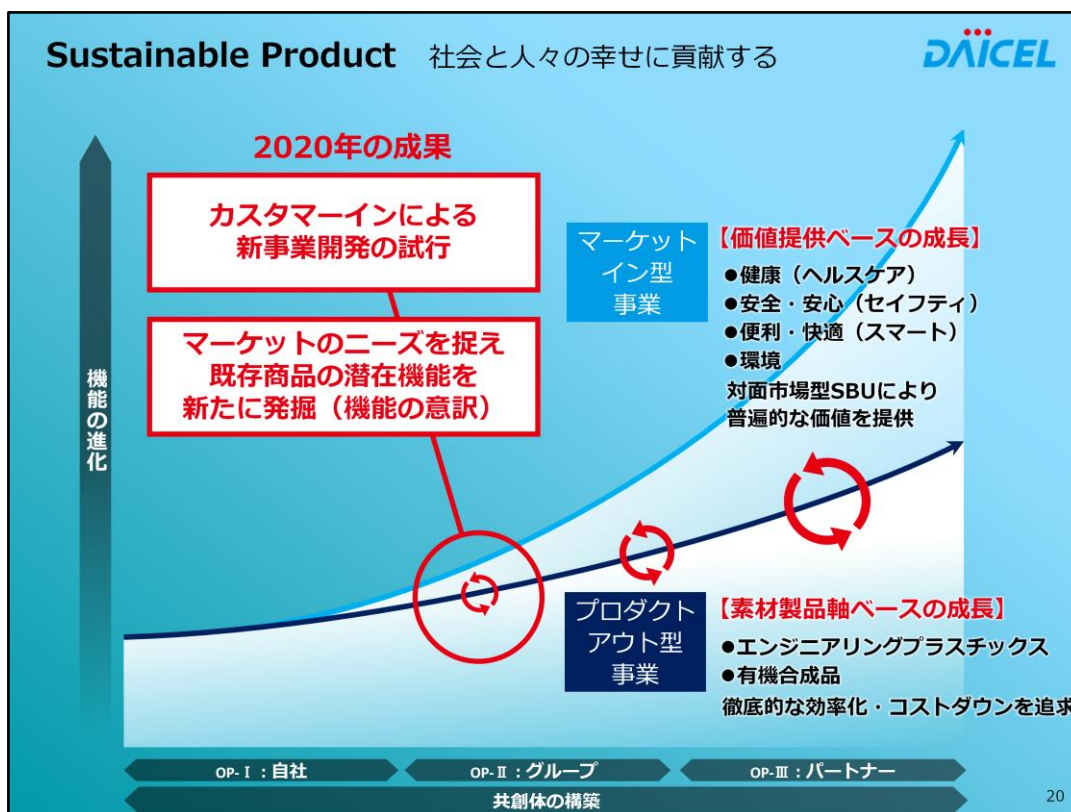 Sustainable Product 社会と人々の幸せに貢献する
DAICEL
2020年の成果
カスタマーインによる
新事業開発の試行
マーケットのニーズを捉え
既存商品の潜在機能を
新たに発掘（機能の意訳）
機能の進化
マーケット
イン型
事業
【価値提供ベースの成長】
●健康（ヘルスケア）
●安全・安心（セイフティ）
●便利・快適（スマート）
●環境
対面市場型SBUにより
普遍的な価値を提供
プロダクト
アウト型
事業
【素材製品軸ベースの成長】
●エンジニアリングプラスチックス
●有機合成品
徹底的な効率化・コストダウンを追求
OP-Ⅰ：自社
OP-Ⅱ：グループ
OP-Ⅲ：パートナー
共創体の構築
20